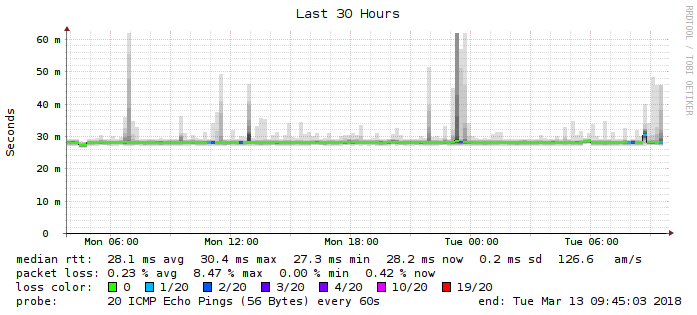 Last 30 Hours
RRDTOOL / TOBI OETIKER
Seconds
60 m
50 m
40 m
30 m
20 m
10 m
0
Mon 06:00 Mon 12:00 Mon 18:00 Tue 00:00 Tue 06:00
median rtt: 28.1 ms avg 30.4 ms max 27.3 ms min 28.2 ms now 0.2 ms sd 126.6 am/s
packet loss: 0.23 % avg 8.47 % max 0.00 % min 0.42 % now
loss color: 0 1/20 2/20 3/20 4/20 10/20 19/20
probe: 20 ICMP Echo Pings (56 Bytes) every 60s end: Tue Mar 13 09:45:03 2018